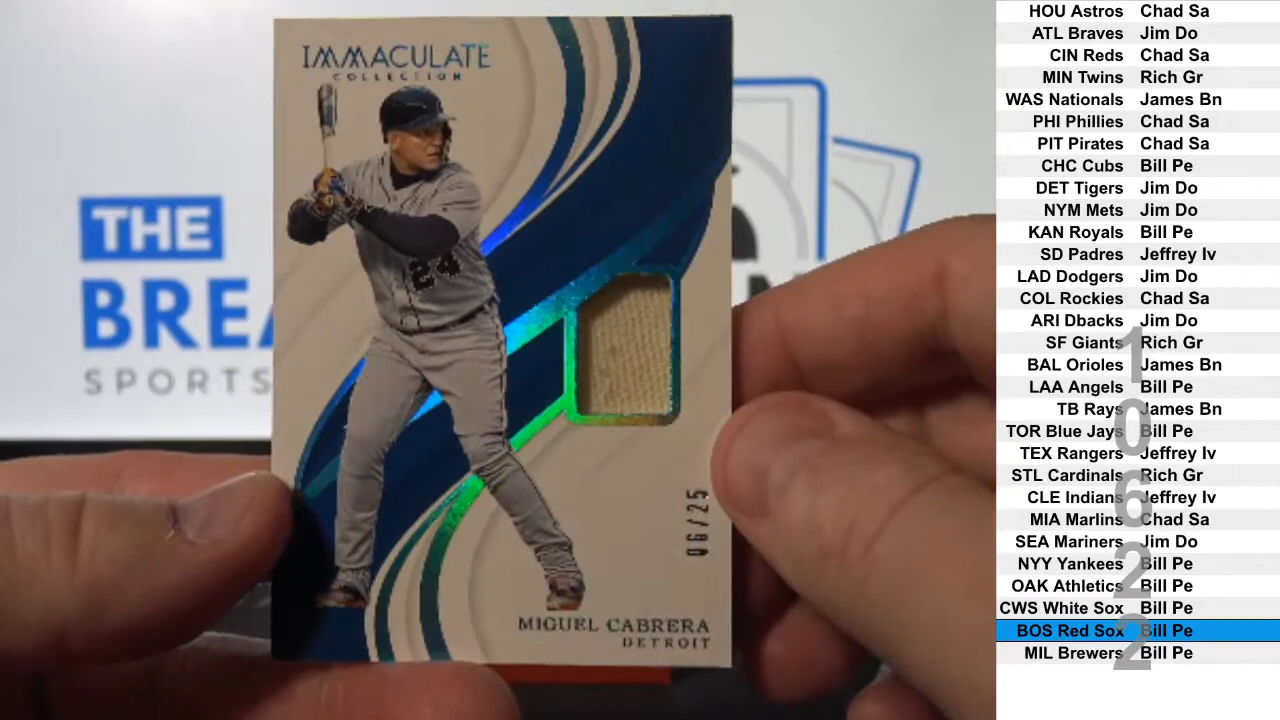 IMMACULATE
COLLECTION
24
06/25
MIGUEL CABRERA
DETROIT
THE
BREA
SPORTS
M
HOU Astros Chad Sa
ATL Braves Jim Do
CIN Reds Chad Sa
MIN Twins Rich Gr
WAS Nationals James Bn
PHI Phillies Chad Sa
PIT Pirates Chad Sa
CHC Cubs Bill Pe
DET Tigers Jim Do
NYM Mets Jim Do
KAN Royals Bill Pe
SD Padres Jeffrey Iv
LAD Dodgers Jim Do
COL Rockies Chad Sa
ARI Dbacks Jim Do
SF Giants Rich Gr
BAL Orioles James Bn
LAA Angels Bill Pe
TB Rays James Bn
TOR Blue Jays Bill Pe
TEX Rangers Jeffrey Iv
STL Cardinals Rich Gr
CLE Indians Jeffrey Iv
MIA Marlins Chad Sa
SEA Mariners Jim Do
NYY Yankees Bill Pe
OAK Athletics Bill Pe
CWS White Sox Bill Pe
BOS Red Sox Bill Pe
MIL Brewers Bill Pe
10622